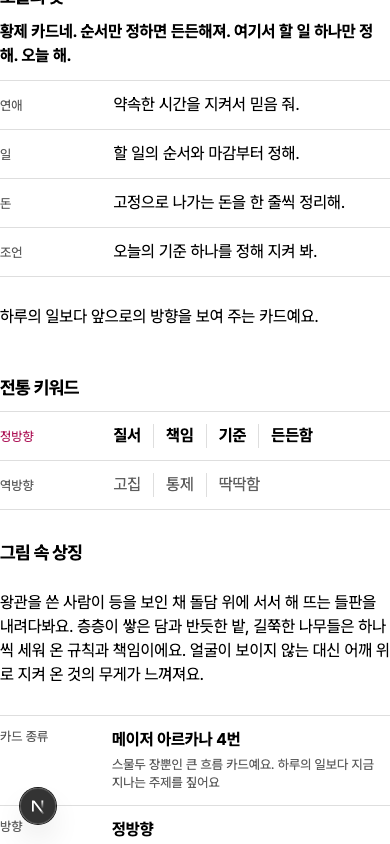 황제 카드네. 순서만 정하면 든든해져. 여기서 할 일 하나만 정
해. 오늘 해.
연애 약속한 시간을 지켜서 믿음 줘.
일 할 일의 순서와 마감부터 정해.
돈 고정으로 나가는 돈을 한 줄씩 정리해.
조언 오늘의 기준 하나를 정해 지켜 봐.
하루의 일보다 앞으로의 방향을 보여 주는 카드예요.
전통 키워드
정방향 질서 책임 기준 든든함
역방향 고집 통제 딱딱함
그림 속 상징
왕관을 쓴 사람이 등을 보인 채 돌담 위에 서서 해 뜨는 들판을
내려다봐요. 층층이 쌓은 담과 반듯한 밭, 길쭉한 나무들은 하나
씩 세워 온 규칙과 책임이에요. 얼굴이 보이지 않는 대신 어깨 위
로 지켜 온 것의 무게가 느껴져요.
카드 종류 메이저 아르카나 4번
스물두 장뿐인 큰 흐름 카드예요. 하루의 일보다 지금
지나는 주제를 짚어요
N
방향 정방향